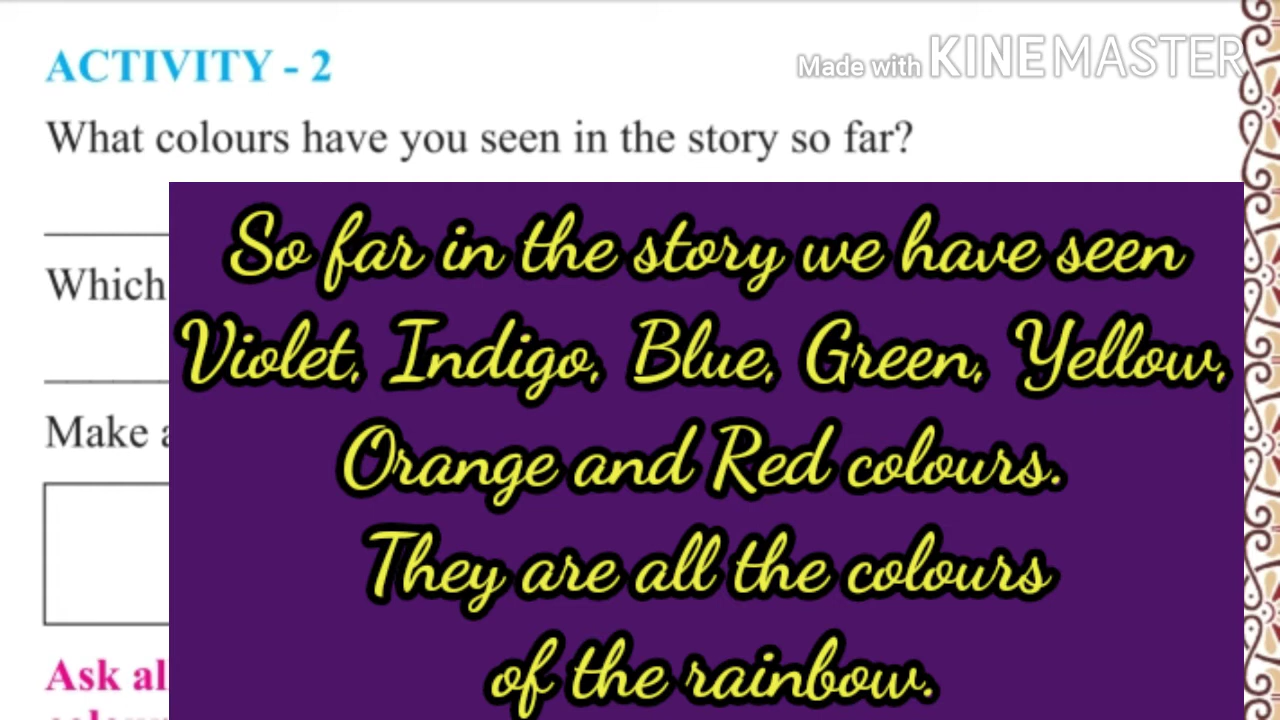 ACTIVITY - 2
Made with KINEMASTER
What colours have you seen in the story so far?
So far in the story we have seen
Violet, Indigo, Blue, Green, Yellow,
Which
Orange and Red colours.
Make
They are all the colours
of the rainbow.
Ask al